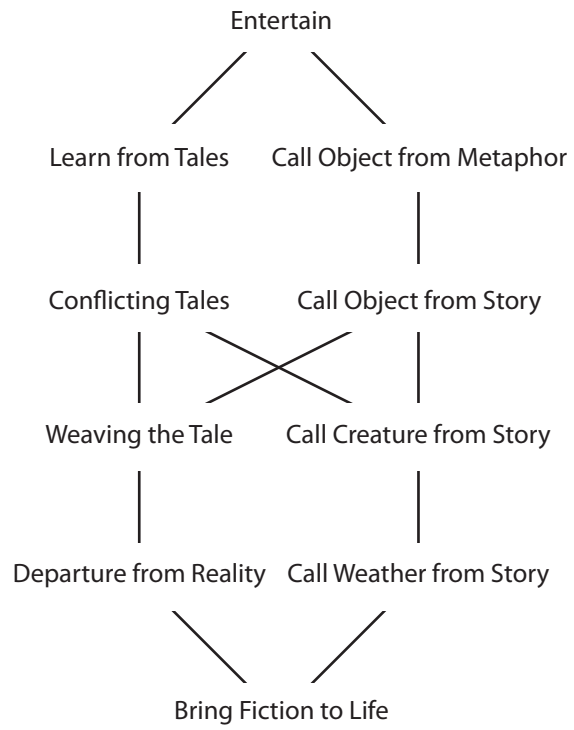 Entertain
Learn from Tales
Call Object from Metaphor
Conflicting Tales
Call Object from Story
Weaving the Tale
Call Creature from Story
Departure from Reality
Call Weather from Story
Bring Fiction to Life